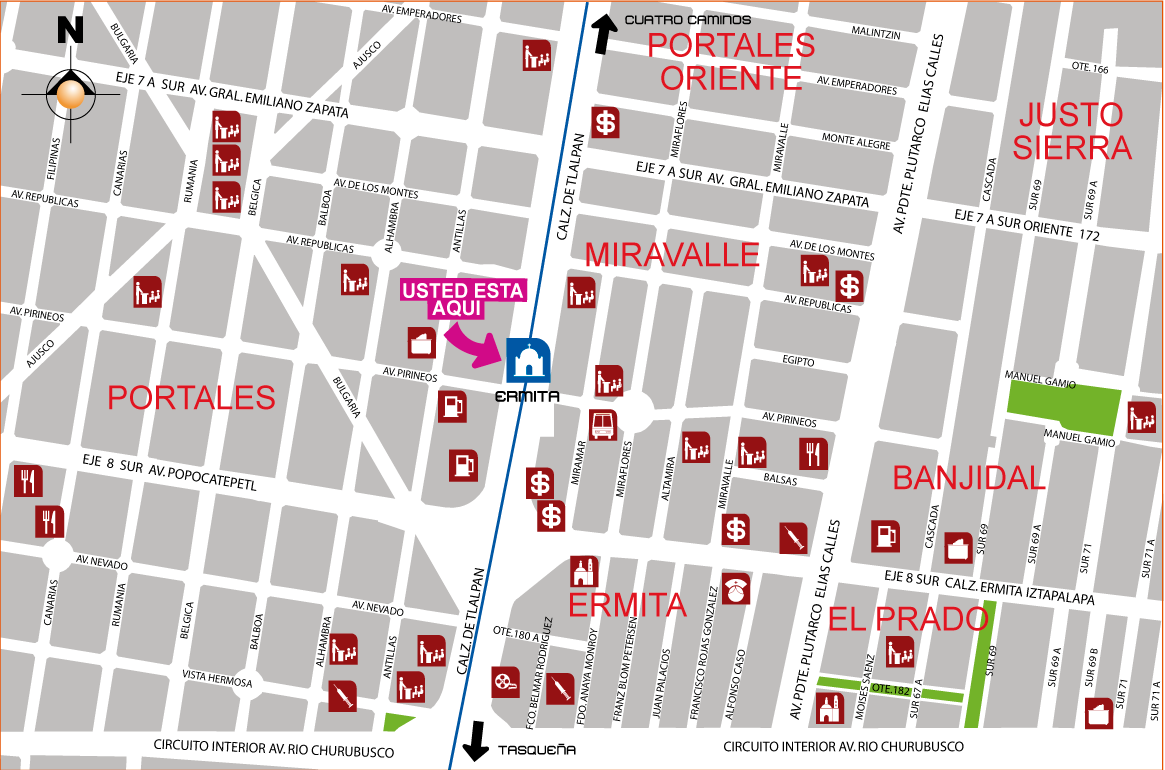 N
CUATRO CAMINOS
AV. EMPERADORES
BULGARIA
AJUSCO
MALINTZIN
PORTALES
ORIENTE
AV. EMPERADORES
OTE. 166
EJE 7 A SUR AV. GRAL. EMILIANO ZAPATA
AV. PDTE. PLUTARCO ELIAS CALLES
JUSTO
SIERRA
MIRAFLORES
MIRAVALLE
MONTE ALEGRE
CALZ. DE TLALPAN
FILIPINAS
CANARIAS
RUMANIA
BELGICA
EJE 7 A SUR AV. GRAL. EMILIANO ZAPATA
CASCADA
SUR 69
SUR 69 A
AV. REPUBLICAS
AV. DE LOS MONTES
BALBOA
ALHAMBRA
ANTILLAS
EJE 7 A SUR ORIENTE 172
AV. REPUBLICAS
MIRAVALLE
AV. DE LOS MONTES
$
$
AV. REPUBLICAS
USTED ESTA
AQUI
AV. PIRINEOS
AJUSCO
EGIPTO
AV. PIRINEOS
MANUEL GAMIO
PORTALES
BULGARIA
ERMITA
AV. PIRINEOS
MANUEL GAMIO
MIRAMAR
MIRAFLORES
ALTAMIRA
MIRAVALLE
BALSAS
BANJIDAL
EJE 8 SUR AV. POPOCATEPETL
$
$
$
CASCADA
SUR 69
SUR 69 A
SUR 71
SUR 71 A
AV. PDTE. PLUTARCO ELIAS CALLES
AV. NEVADO
CANARIAS
RUMANIA
BELGICA
BALBOA
AV. NEVADO
ALHAMBRA
ANTILLAS
CALZ. DE TLALPAN
EJE 8 SUR CALZ. ERMITA IZTAPALAPA
ERMITA
EL PRADO
OTE. 180 A
FCO. BELMAR RODRIGUEZ
FDO. ANAYA MONROY
FRANZ BLOM PETERSEN
JUAN PALACIOS
FRANCISCO ROJAS GONZALEZ
ALFONSO CASO
MOISES SAENZ
OTE. 182
SUR 67 A
SUR 69
SUR 69 A
SUR 69 B
SUR 71
SUR 71 A
VISTA HERMOSA
CIRCUITO INTERIOR AV. RIO CHURUBUSCO
TASQUEÑA
CIRCUITO INTERIOR AV. RIO CHURUBUSCO